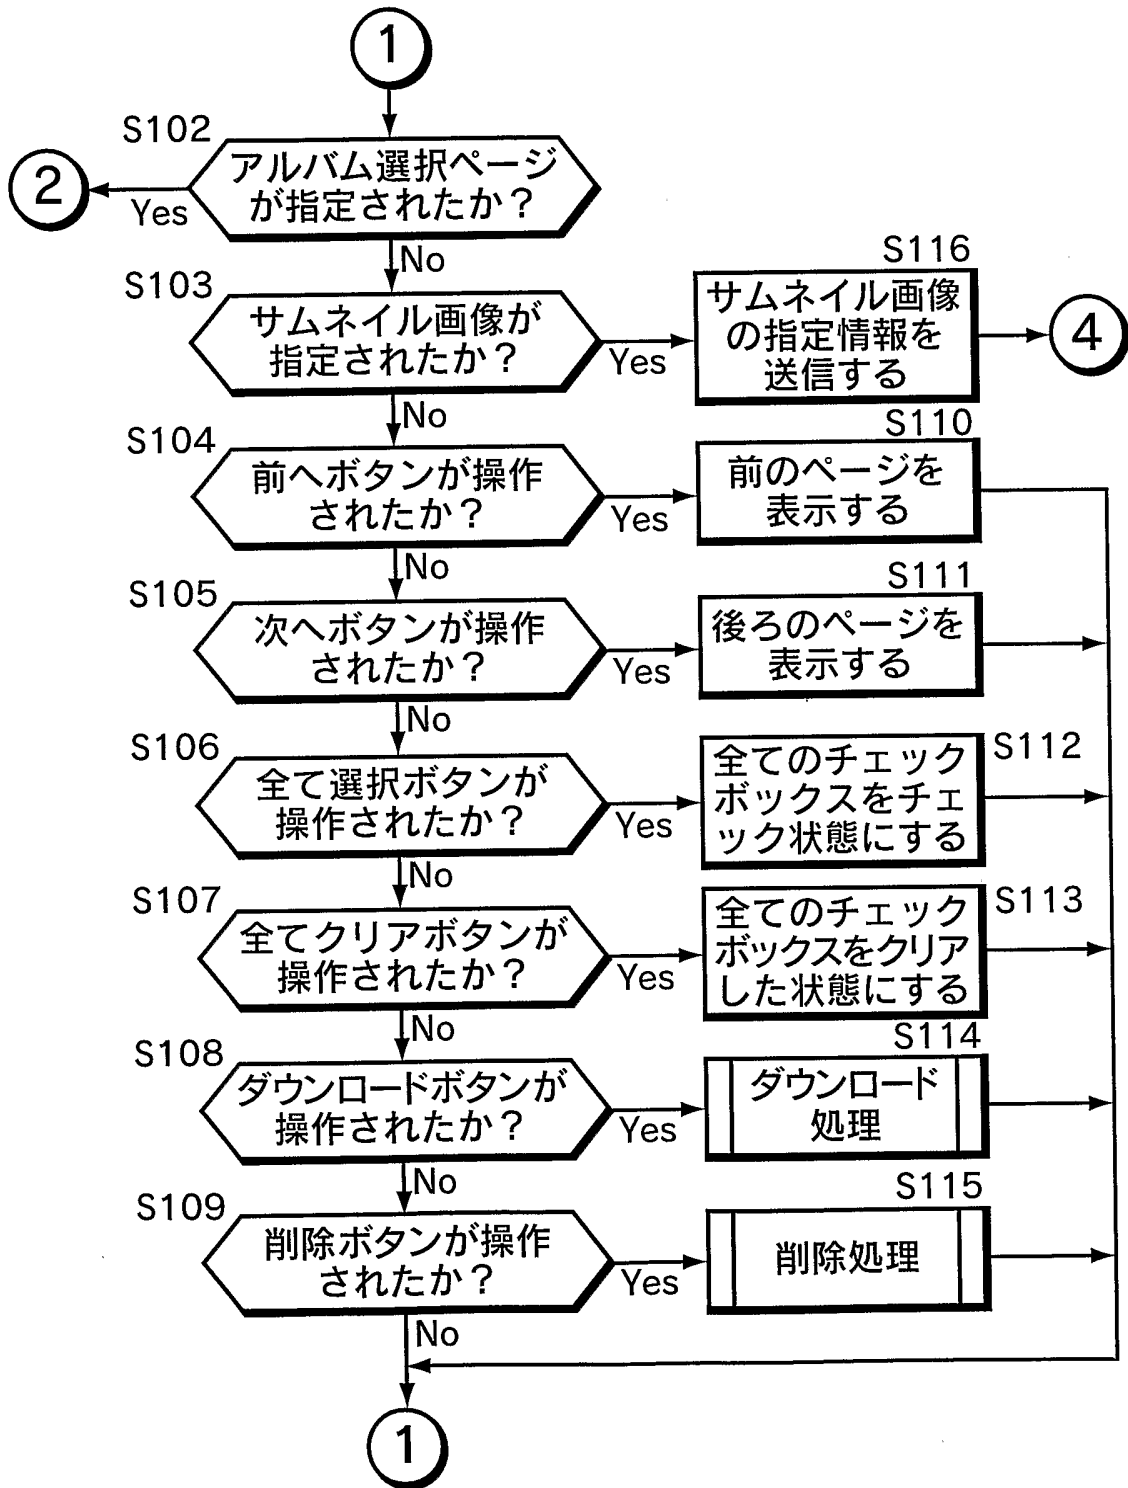 1
S102
アルバム選択ページ
が指定されたか？
2
Yes
No
S103
サムネイル画像が
指定されたか？
Yes
S116
サムネイル画像
の指定情報を
送信する
4
No
S104
前へボタンが操作
されたか？
Yes
S110
前のページを
表示する
No
S105
次へボタンが操作
されたか？
Yes
S111
後ろのページを
表示する
No
S106
全て選択ボタンが
操作されたか？
Yes
S112
全てのチェック
ボックスをチェ
ック状態にする
No
S107
全てクリアボタンが
操作されたか？
Yes
S113
全てのチェック
ボックスをクリア
した状態にする
No
S108
ダウンロードボタンが
操作されたか？
Yes
S114
ダウンロード
処理
No
S109
削除ボタンが操作
されたか？
Yes
S115
削除処理
No
1